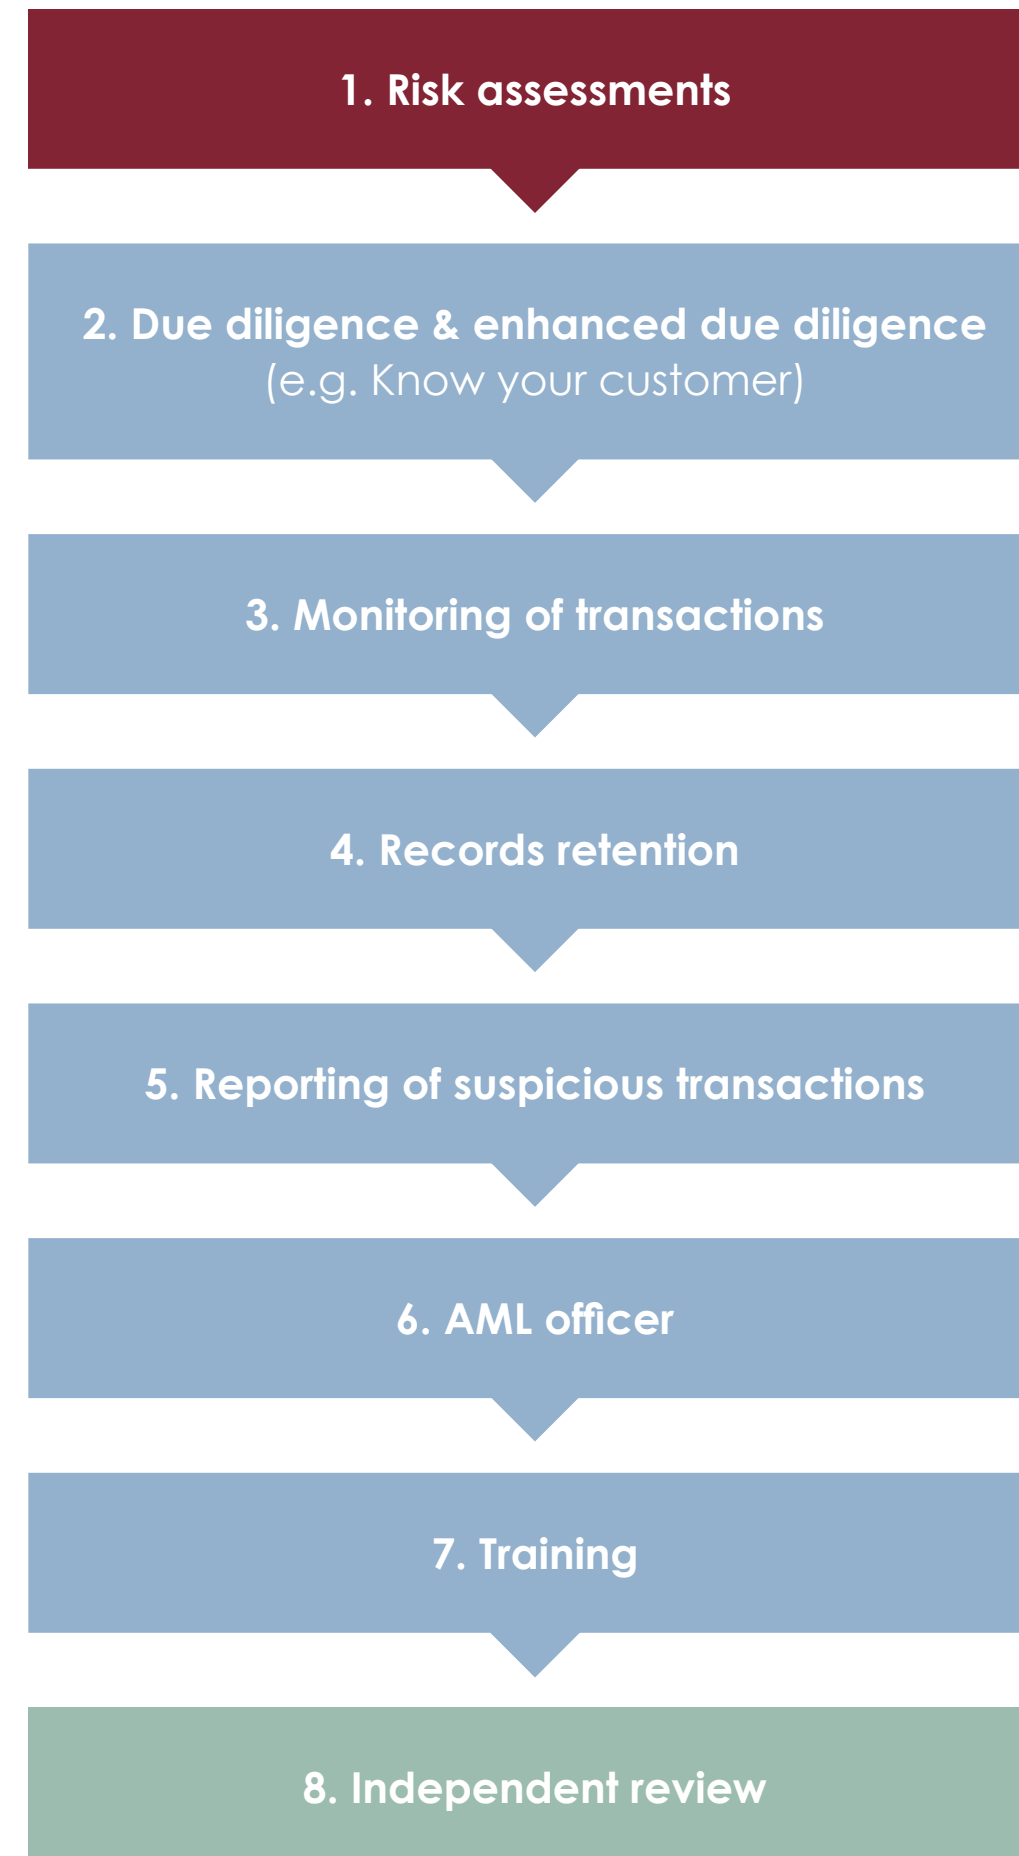 1. Risk assessments
2. Due diligence & enhanced due diligence
(e.g. Know your customer)
3. Monitoring of transactions
4. Records retention
5. Reporting of suspicious transactions
6. AML officer
7. Training
8. Independent review